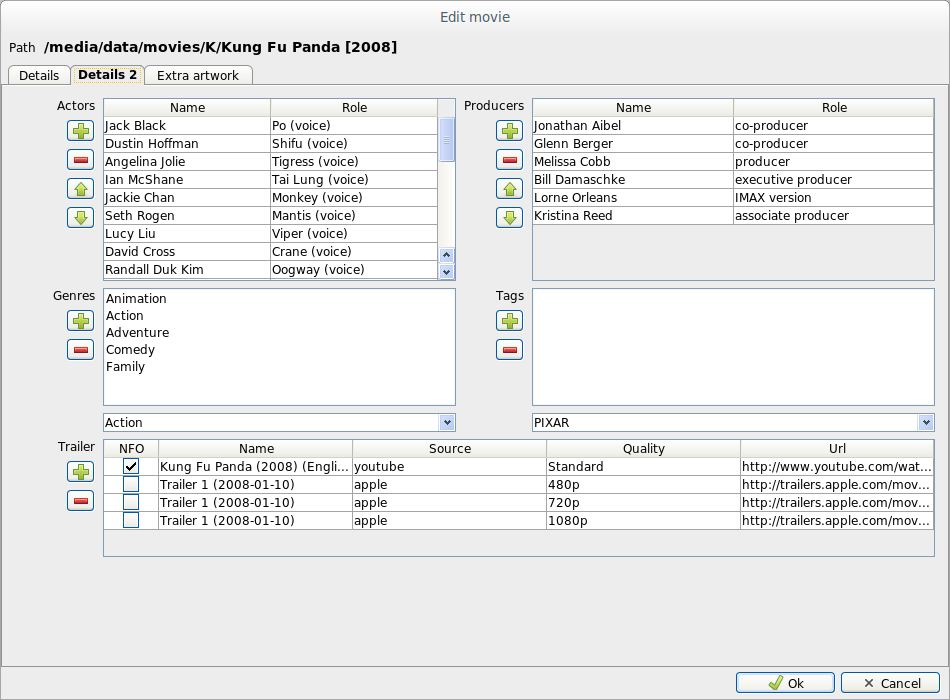 Edit movie
Path /media/data/movies/K/Kung Fu Panda [2008]
Details Details 2 Extra artwork
Actors
Name Role
Jack Black Po (voice)
Dustin Hoffman Shifu (voice)
Angelina Jolie Tigress (voice)
Ian McShane Tai Lung (voice)
Jackie Chan Monkey (voice)
Seth Rogen Mantis (voice)
Lucy Liu Viper (voice)
David Cross Crane (voice)
Randall Duk Kim Oogway (voice)
Producers
Name Role
Jonathan Aibel co-producer
Glenn Berger co-producer
Melissa Cobb producer
Bill Damaschke executive producer
Lorne Orleans IMAX version
Kristina Reed associate producer
Genres
Animation
Action
Adventure
Comedy
Family
Action
Tags
PIXAR
Trailer
NFO Name Source Quality Url
Kung Fu Panda (2008) (Engli... youtube Standard http://www.youtube.com/wat...
Trailer 1 (2008-01-10) apple 480p http://trailers.apple.com/mov...
Trailer 1 (2008-01-10) apple 720p http://trailers.apple.com/mov...
Trailer 1 (2008-01-10) apple 1080p http://trailers.apple.com/mov...
Ok Cancel